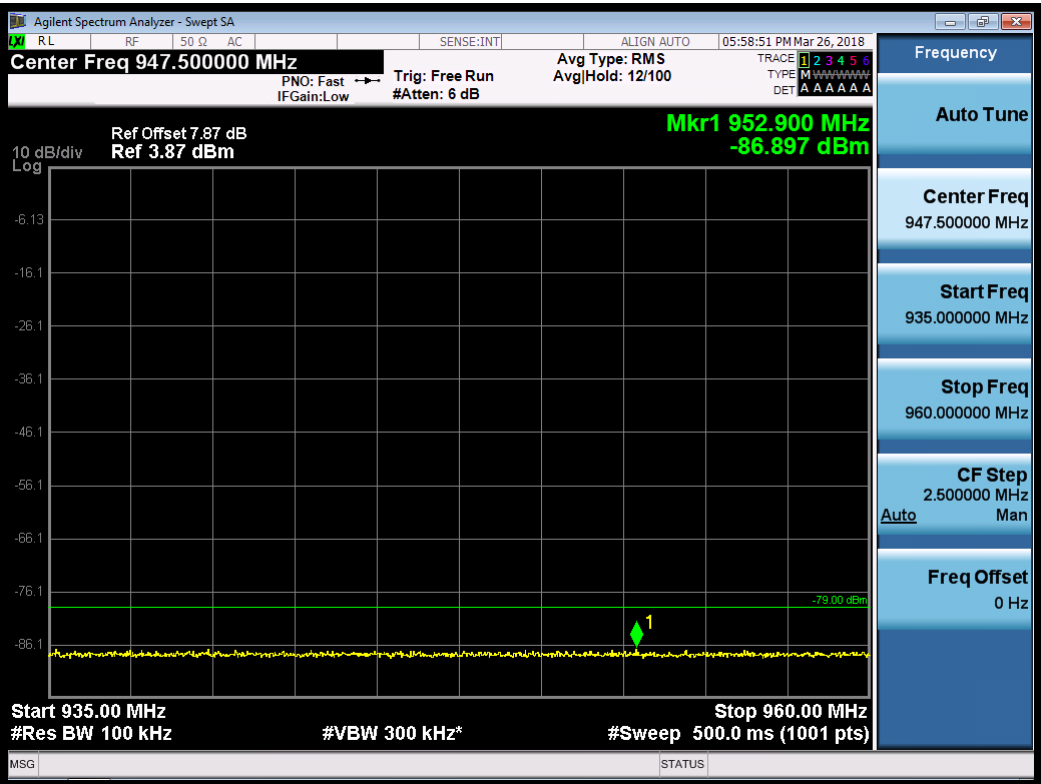 Agilent Spectrum Analyzer - Swept SA
LXI RL RF 50 Ω AC SENSE:INT ALIGN AUTO 05:58:51 PM Mar 26, 2018
Center Freq 947.500000 MHz
PNO: Fast
IFGain:Low
Trig: Free Run
#Atten: 6 dB
Avg Type: RMS
Avg|Hold: 12/100
TRACE 1 2 3 4 5 6
TYPE M WWWWW
DET A A A A A A
Mkr1 952.900 MHz
-86.897 dBm
Ref Offset 7.87 dB
10 dB/div Ref 3.87 dBm
Log
-6.13
-16.1
-26.1
-36.1
-46.1
-56.1
-66.1
-76.1
-79.00 dBm
1
-86.1
Start 935.00 MHz Stop 960.00 MHz
#Res BW 100 kHz #VBW 300 kHz* #Sweep 500.0 ms (1001 pts)
MSG STATUS
Frequency
Auto Tune
Center Freq
947.500000 MHz
Start Freq
935.000000 MHz
Stop Freq
960.000000 MHz
CF Step
2.500000 MHz
Auto Man
Freq Offset
0 Hz